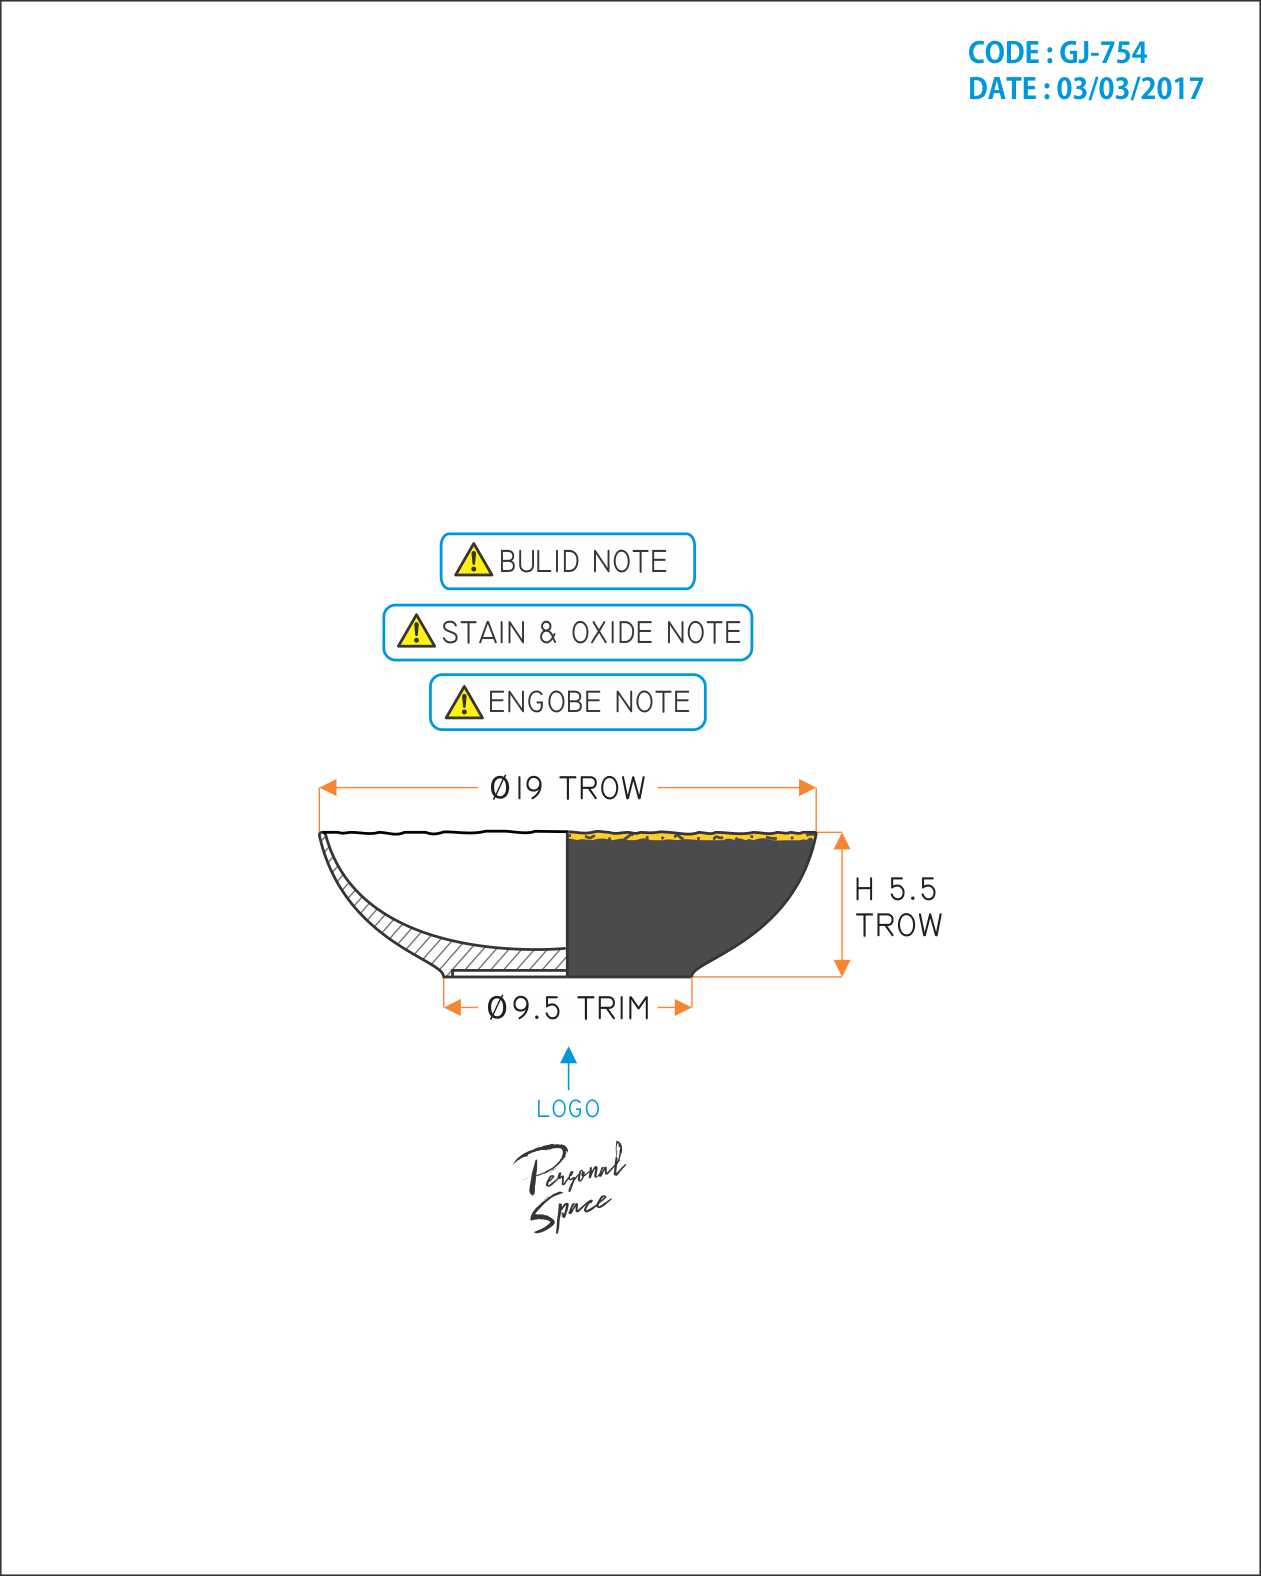 CODE : GJ-754
DATE : 03/03/2017
BULID NOTE
STAIN & OXIDE NOTE
ENGOBE NOTE
Ø19 TROW
H 5.5
TROW
Ø9.5 TRIM
LOGO
Personal
Space